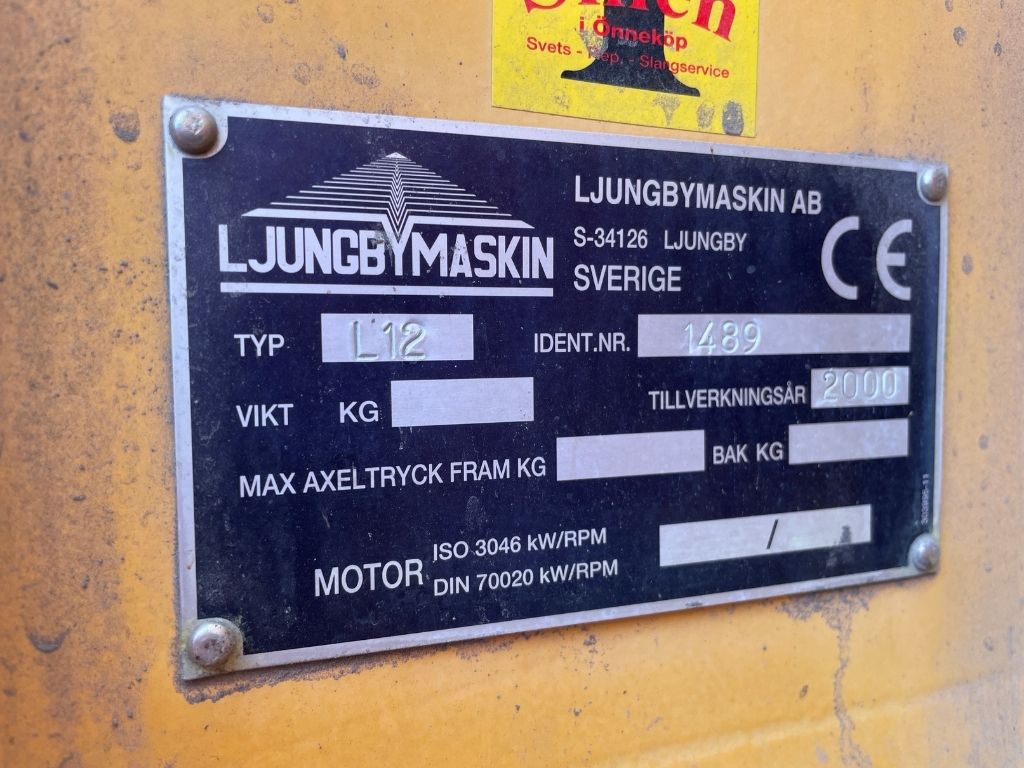 i Önneköp
Svets - Rep. - Slangservice
LJUNGBYMASKIN
LJUNGBYMASKIN AB
S-34126 LJUNGBY
SVERIGE
CE
TYP L12
IDENT.NR. 1489
VIKT KG
TILLVERKNINGSÅR 2000
MAX AXELTRYCK FRAM KG
BAK KG
MOTOR
ISO 3046 kW/RPM
DIN 70020 kW/RPM
/